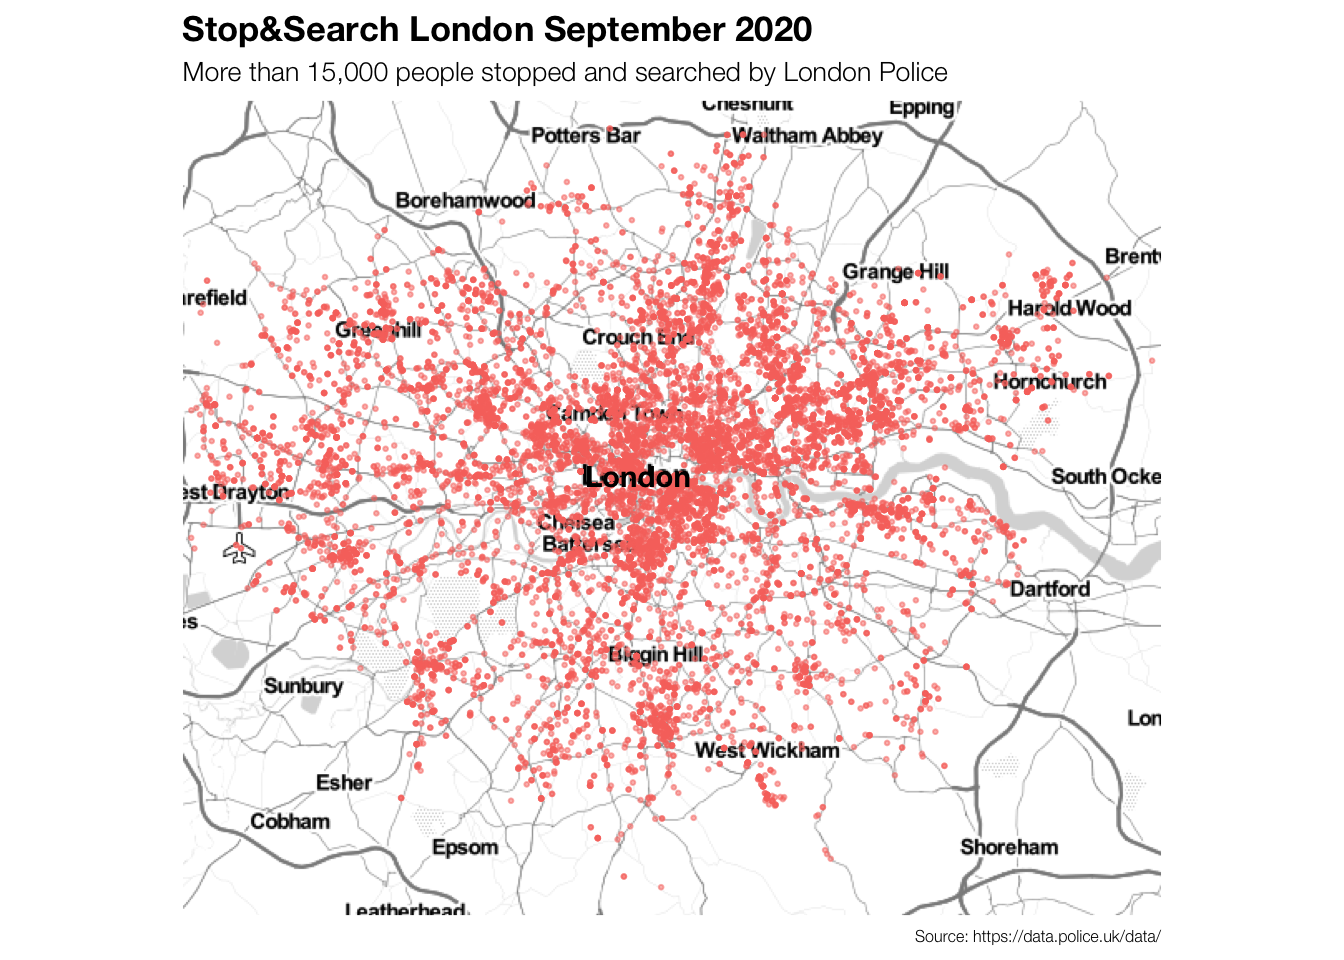 Stop&Search London September 2020
More than 15,000 people stopped and searched by London Police
Cheshunt
Epping
Potters Bar
Waltham Abbey
Borehamwood
Brentw
Grange Hill
arefield
Harold Wood
Greenhill
Crouch End
Hornchurch
Camden Town
London
South Ocke
est Drayton
Chelsea
Battersea
Dartford
es
Biggin Hill
Sunbury
Lon
West Wickham
Esher
Cobham
Epsom
Shoreham
Leatherhead
Source: https://data.police.uk/data/